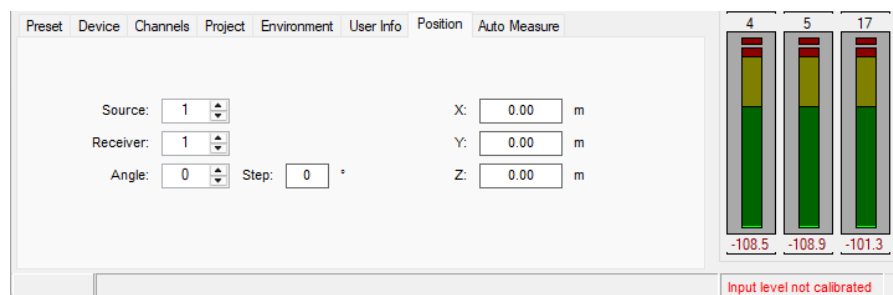 Preset Device Channels Project Environment User Info Position Auto Measure
4 5 17
Source: 1 X: 0.00 m
Receiver: 1 Y: 0.00 m
Angle: 0 Step: 0 ° Z: 0.00 m
-108.5 -108.9 -101.3
Input level not calibrated